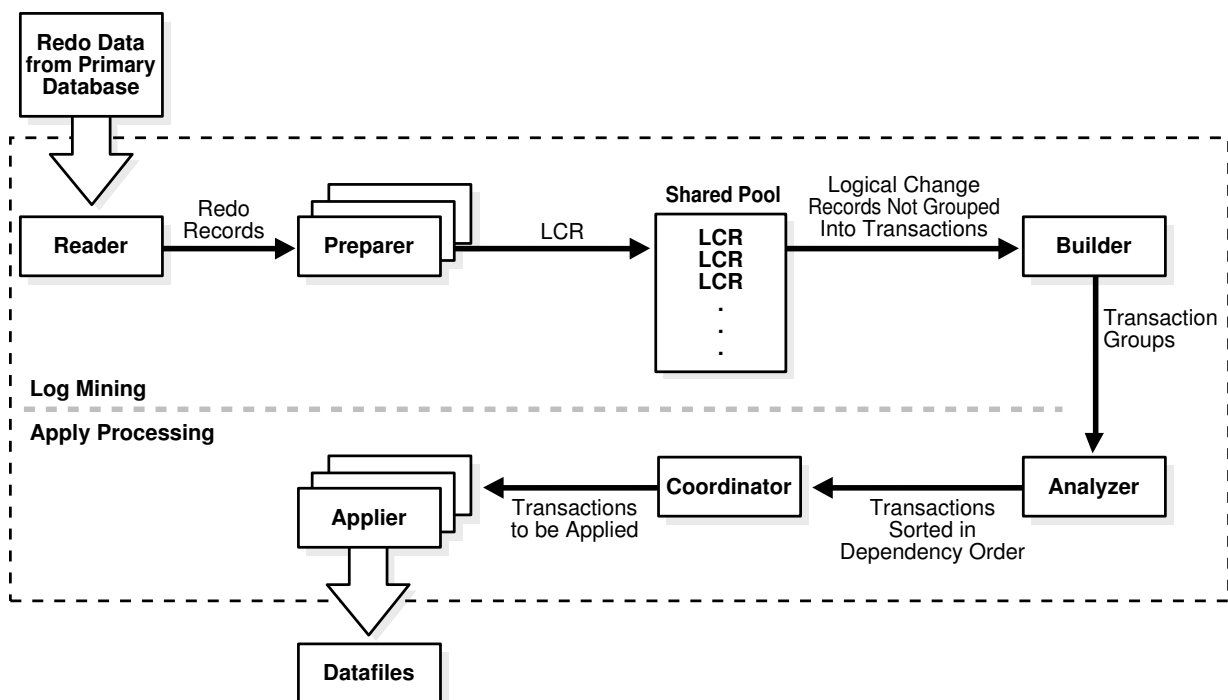 Redo Data
from Primary
Database
Reader
Redo
Records
Preparer
LCR
Shared Pool
LCR
LCR
LCR
.
.
.
Logical Change
Records Not Grouped
Into Transactions
Builder
Transaction
Groups
Log Mining
Apply Processing
Applier
Transactions
to be Applied
Coordinator
Transactions
Sorted in
Dependency Order
Analyzer
Datafiles